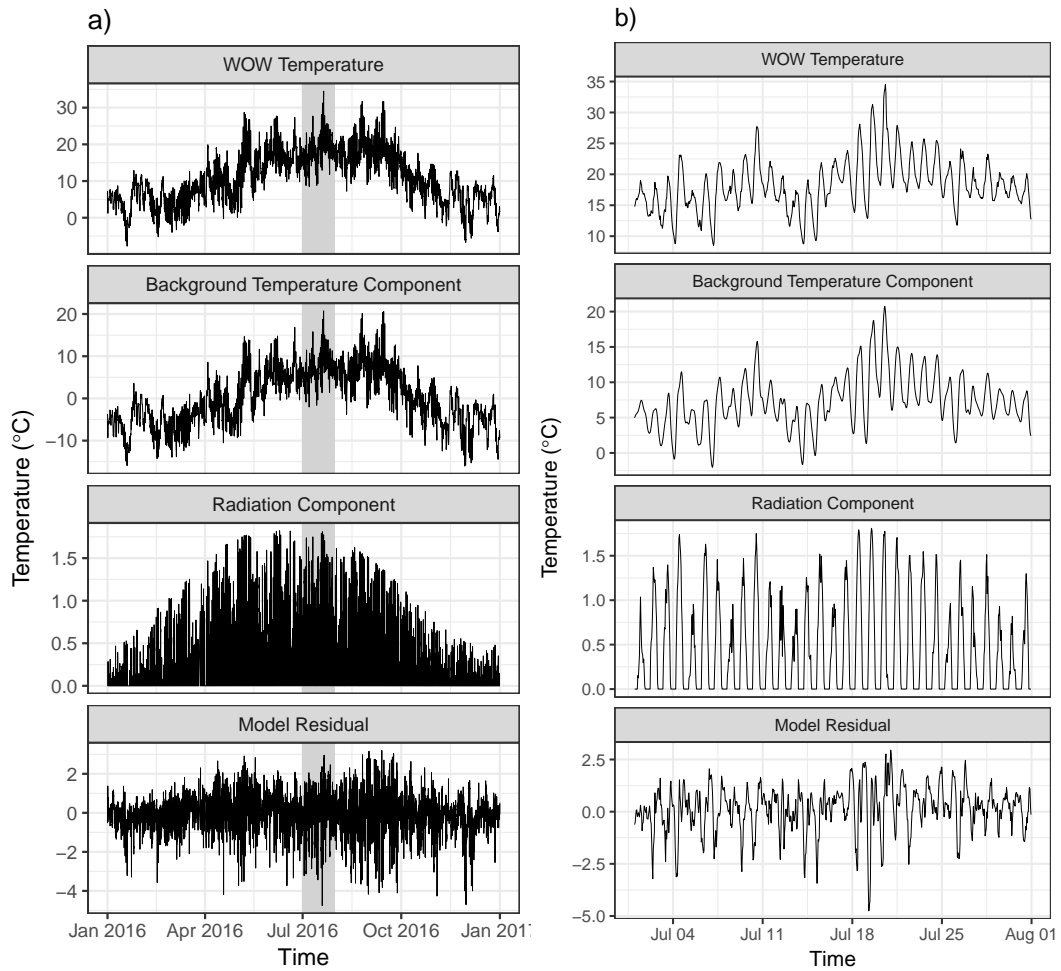 a)
WOW Temperature
30
20
10
0
Background Temperature Component
20
10
0
−10
Radiation Component
1.5
1.0
0.5
0.0
Model Residual
2
0
−2
−4
Jan 2016 Apr 2016 Jul 2016 Oct 2016 Jan 2017
Time
Temperature (°C)
b)
WOW Temperature
35
30
25
20
15
10
Background Temperature Component
20
15
10
5
0
Radiation Component
1.5
1.0
0.5
0.0
Model Residual
2.5
0.0
−2.5
−5.0
Jul 04 Jul 11 Jul 18 Jul 25 Aug 01
Time
Temperature (°C)